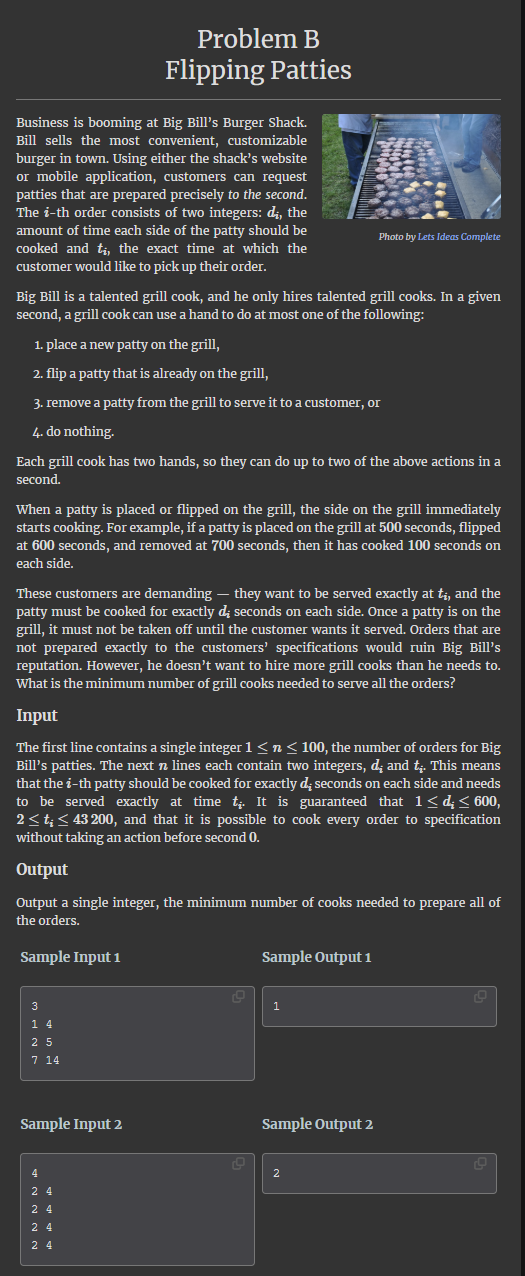 Problem B
Flipping Patties
Business is booming at Big Bill's Burger Shack.
Bill sells the most convenient, customizable
burger in town. Using either the shack's website
or mobile application, customers can request
patties that are prepared precisely to the second.
The i-th order consists of two integers: dᵢ, the
amount of time each side of the patty should be
cooked and tᵢ, the exact time at which the
customer would like to pick up their order.
Photo by Lets Ideas Complete
Big Bill is a talented grill cook, and he only hires talented grill cooks. In a given
second, a grill cook can use a hand to do at most one of the following:
1. place a new patty on the grill,
2. flip a patty that is already on the grill,
3. remove a patty from the grill to serve it to a customer, or
4. do nothing.
Each grill cook has two hands, so they can do up to two of the above actions in a
second.
When a patty is placed or flipped on the grill, the side on the grill immediately
starts cooking. For example, if a patty is placed on the grill at 500 seconds, flipped
at 600 seconds, and removed at 700 seconds, then it has cooked 100 seconds on
each side.
These customers are demanding — they want to be served exactly at tᵢ, and the
patty must be cooked for exactly dᵢ seconds on each side. Once a patty is on the
grill, it must not be taken off until the customer wants it served. Orders that are
not prepared exactly to the customers' specifications would ruin Big Bill's
reputation. However, he doesn't want to hire more grill cooks than he needs to.
What is the minimum number of grill cooks needed to serve all the orders?
Input
The first line contains a single integer 1 ≤ n ≤ 100, the number of orders for Big
Bill's patties. The next n lines each contain two integers, dᵢ and tᵢ. This means
that the i-th patty should be cooked for exactly dᵢ seconds on each side and needs
to be served exactly at time tᵢ. It is guaranteed that 1 ≤ dᵢ ≤ 600,
2 ≤ tᵢ ≤ 43 200, and that it is possible to cook every order to specification
without taking an action before second 0.
Output
Output a single integer, the minimum number of cooks needed to prepare all of
the orders.
Sample Input 1
Sample Output 1
3
1 4
2 5
7 14
1
Sample Input 2
Sample Output 2
4
2 4
2 4
2 4
2 4
2